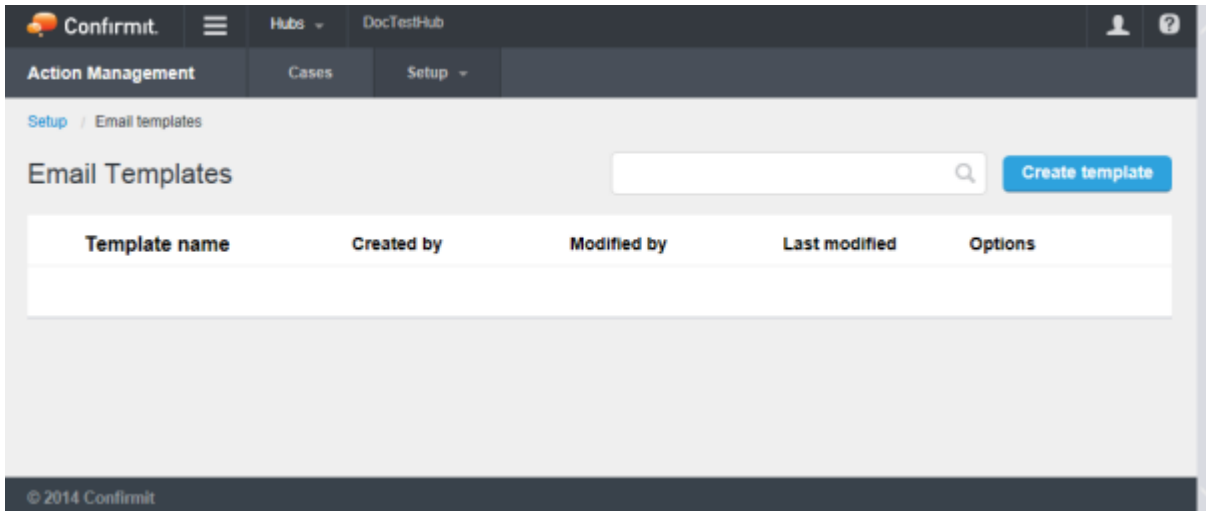 Confirmit. Hubs DocTestHub
Action Management Cases Setup
Setup / Email templates
Email Templates Create template
Template name Created by Modified by Last modified Options
© 2014 Confirmit